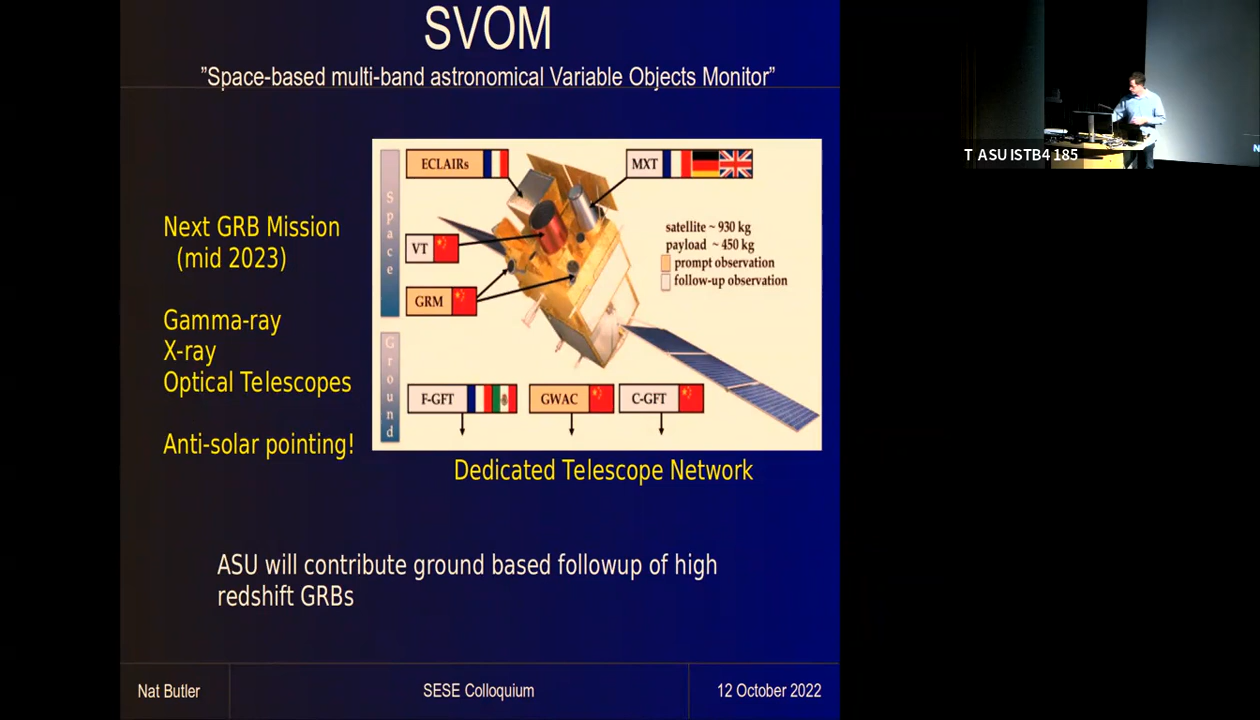 SVOM
”Space-based multi-band astronomical Variable Objects Monitor”
Next GRB Mission
(mid 2023)
Gamma-ray
X-ray
Optical Telescopes
Anti-solar pointing!
Space
ECLAIRs
MXT
VT
GRM
satellite ~ 930 kg
payload ~ 450 kg
prompt observation
follow-up observation
Ground
F-GFT
GWAC
C-GFT
Dedicated Telescope Network
ASU will contribute ground based followup of high
redshift GRBs
Nat Butler
SESE Colloquium
12 October 2022
T ASU ISTB4 185
N